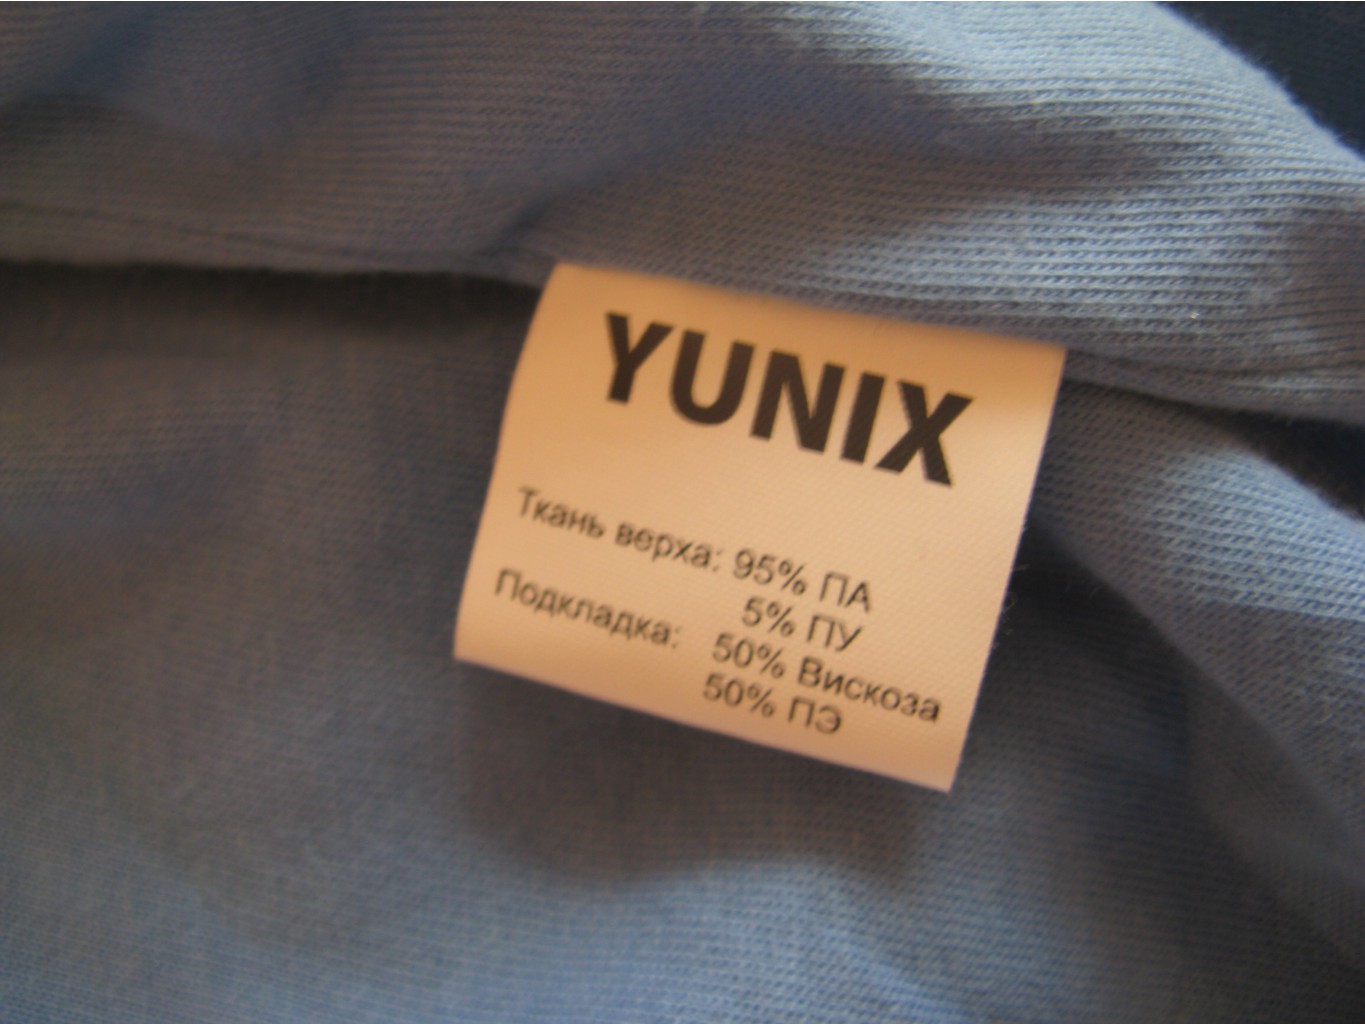 YUNIX
Ткань верха: 95% ПА
5% ПУ
Подкладка: 50% Вискоза
50% ПЭ